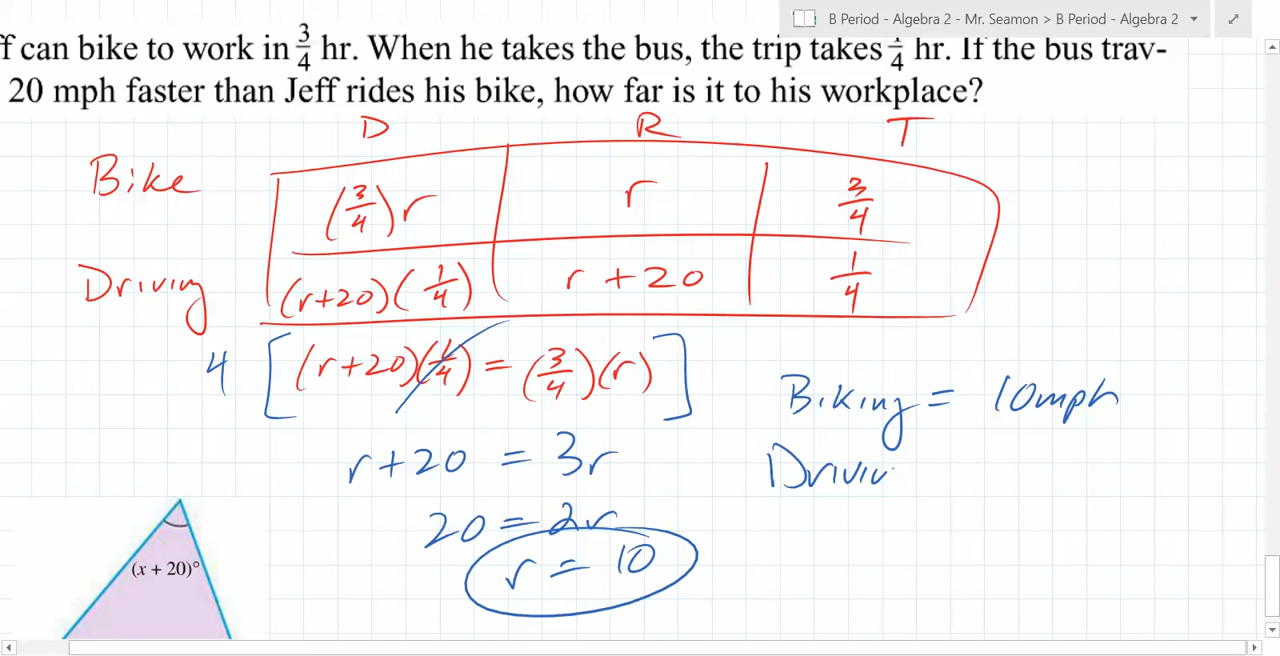 B Period - Algebra 2 - Mr. Seamon > B Period - Algebra 2
ff can bike to work in 3/4 hr. When he takes the bus, the trip takes 1/4 hr. If the bus trav-
20 mph faster than Jeff rides his bike, how far is it to his workplace?
D R T
Bike (3/4)r r 3/4
Driving (r+20)(1/4) r+20 1/4
4 [(r+20)(1/4) = (3/4)(r)]
Biking = 10mph
r+20 = 3r
Drivin
20 = 2r
r = 10
(x + 20)°